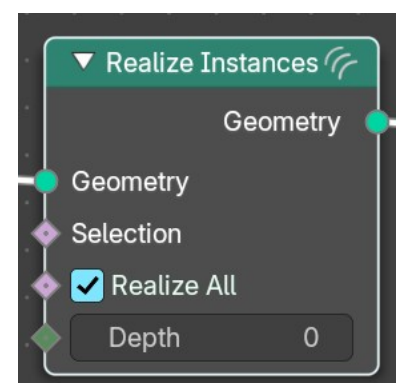 Realize Instances
Geometry
Geometry
Selection
Realize All
Depth 0